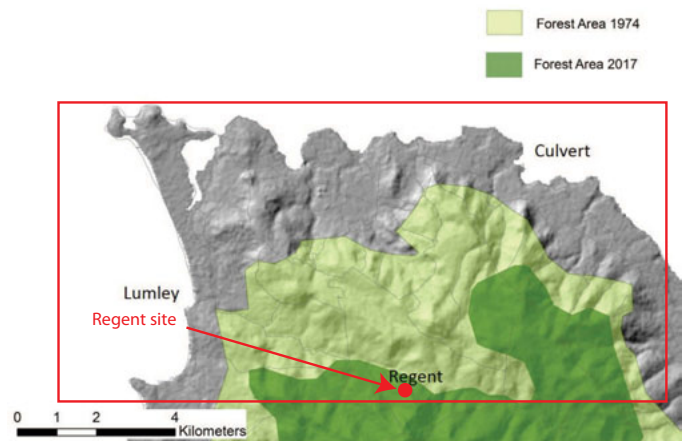 Forest Area 1974
Forest Area 2017
Culvert
Lumley
Regent site
Regent
0 1 2 4
Kilometers